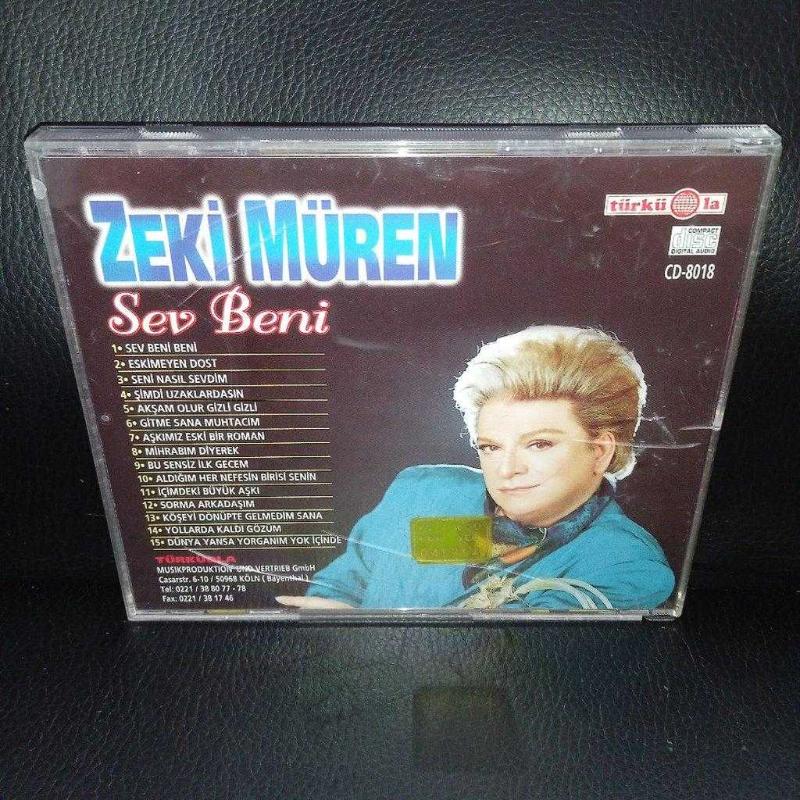 ZEKİ MÜREN
Sev Beni
türkü la
COMPACT
disc
DIGITAL AUDIO
CD-8018
1• SEV BENİ BENİ
2• ESKİMEYEN DOST
3• SENİ NASIL SEVDİM
4• ŞİMDİ UZAKLARDASIN
5• AKŞAM OLUR GİZLİ GİZLİ
6• GİTME SANA MUHTACIM
7• AŞKIMIZ ESKİ BİR ROMAN
8• MİHRABIM DİYEREK
9• BU SENSİZ İLK GECEM
10• ALDIĞIM HER NEFESİN BİRİSİ SENİN
11• İÇİMDEKİ BÜYÜK AŞKI
12• SORMA ARKADAŞIM
13• KÖŞEYİ DÖNÜPTE GELMEDİM SANA
14• YOLLARDA KALDI GÖZÜM
15• DÜNYA YANSA YORGANIM YOK İÇİNDE
TÜRKÜOLA
MUSIKPRODUKTION UND VERTRIEB GmbH
Casarstr. 6-10 / 50968 KÖLN ( Bayenthal )
Tel: 0221 / 38 80 77 - 78
Fax: 0221 / 38 17 46